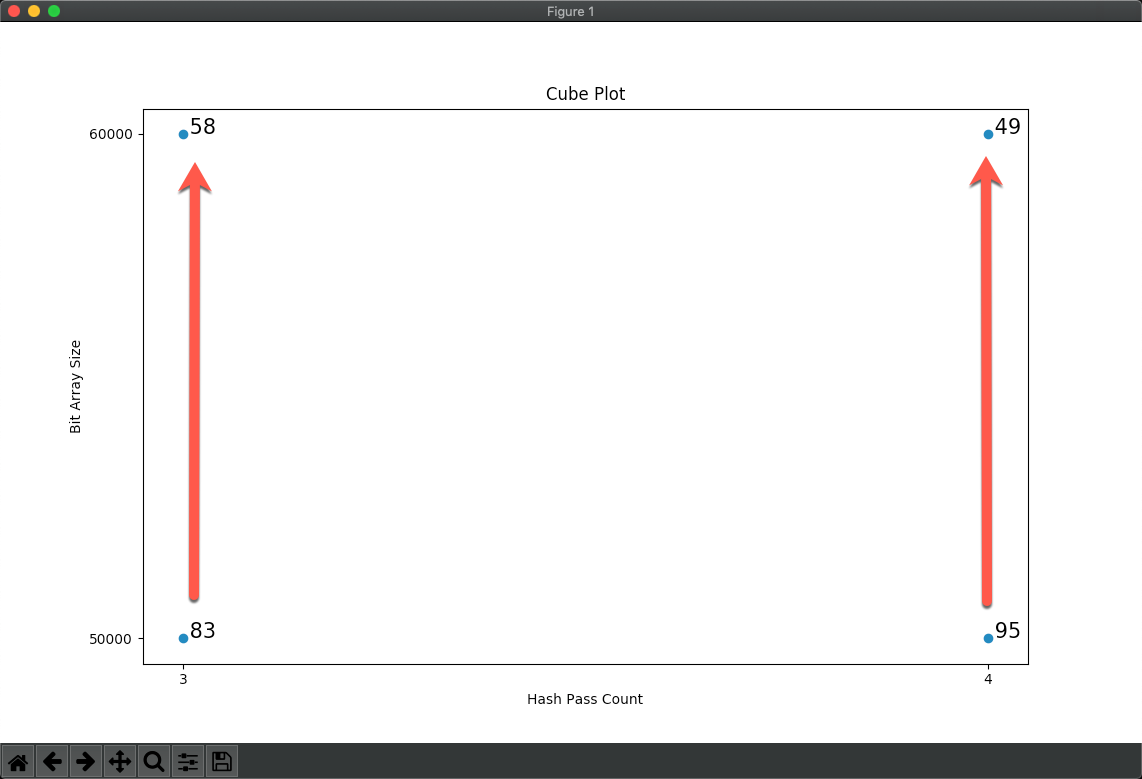 Figure 1
Cube Plot
60000
58
49
Bit Array Size
50000
83
95
3
4
Hash Pass Count